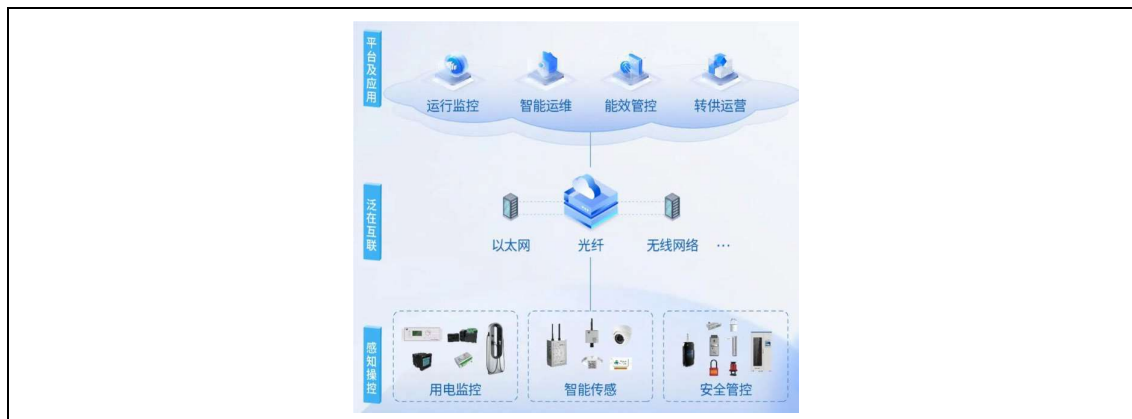 平台及应用
运行监控
智能运维
能效管控
转供运营
泛在互联
以太网
光纤
无线网络
...
感知操控
用电监控
智能传感
安全管控